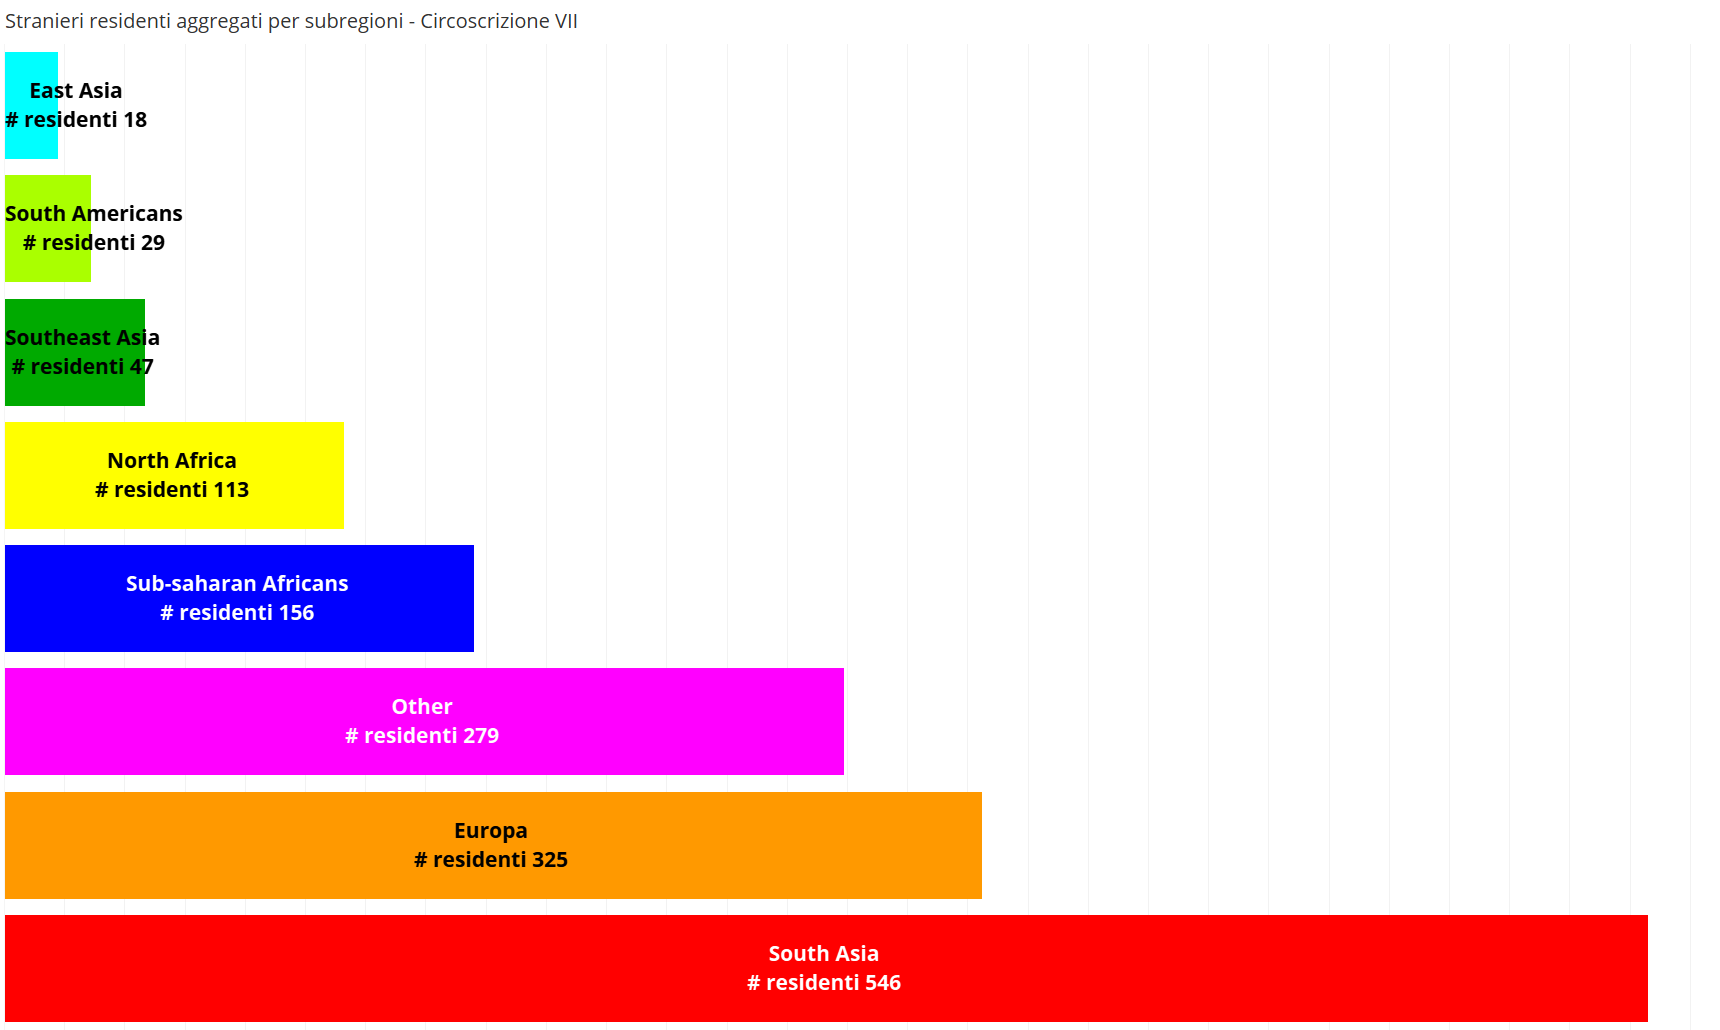 Stranieri residenti aggregati per subregioni - Circoscrizione VII
East Asia
# residenti 18
South Americans
# residenti 29
Southeast Asia
# residenti 47
North Africa
# residenti 113
Sub-saharan Africans
# residenti 156
Other
# residenti 279
Europa
# residenti 325
South Asia
# residenti 546